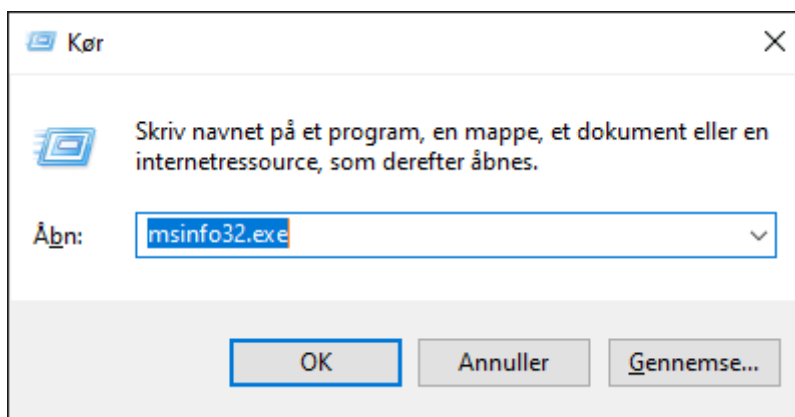 Kør
Skriv navnet på et program, en mappe, et dokument eller en
internetressource, som derefter åbnes.
Åbn:
msinfo32.exe
OK
Annuller
Gennemse...